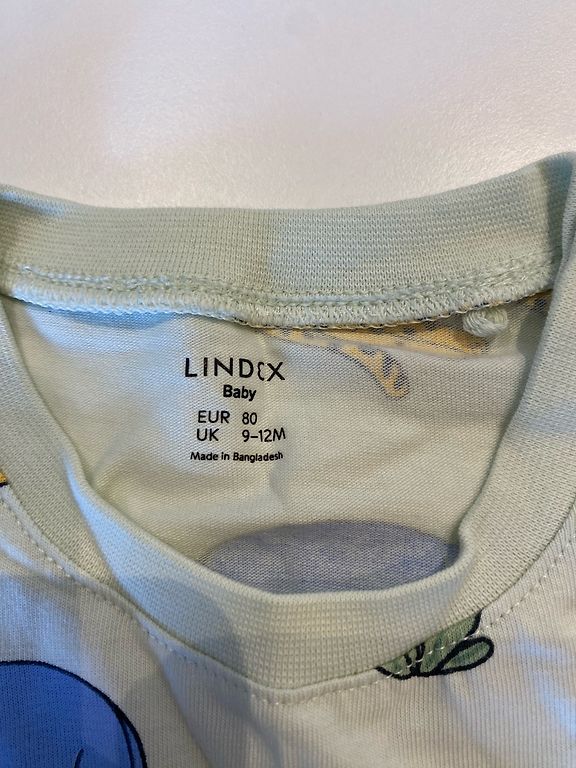 LINDEX
Baby
EUR 80
UK 9-12M
Made in Bangladesh